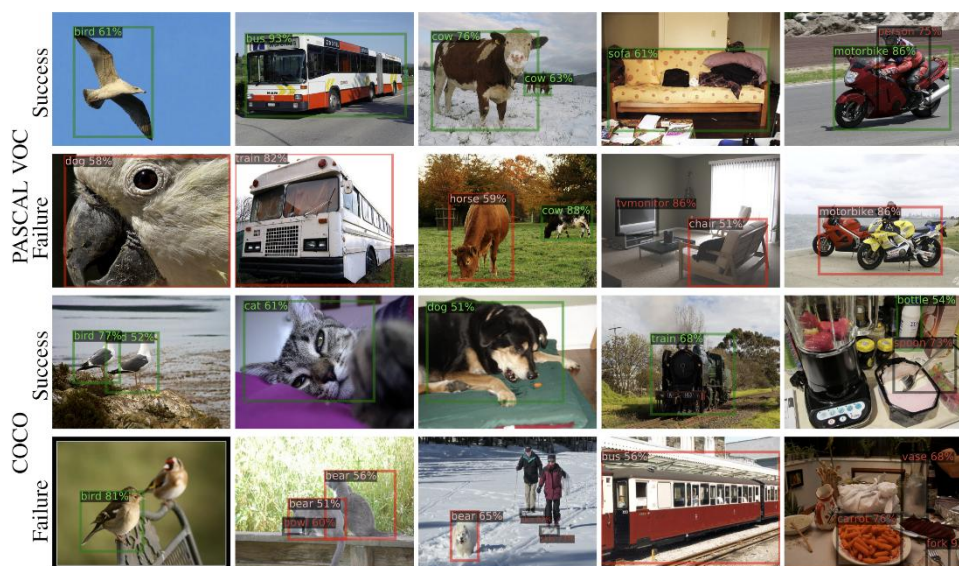 PASCAL VOC
Success
bird 61%
bus 93%
cow 76%
cow 63%
sofa 61%
person 75%
motorbike 86%
Failure
dog 58%
train 82%
horse 59%
cow 88%
tvmonitor 86%
chair 51%
motorbike 86%
COCO
Success
bird 77%
d 52%
cat 61%
dog 51%
train 68%
bottle 54%
spoon 73%
Failure
bird 81%
bear 56%
bear 51%
bowl 60%
bear 65%
bus 56%
vase 68%
carrot 76%
fork 9